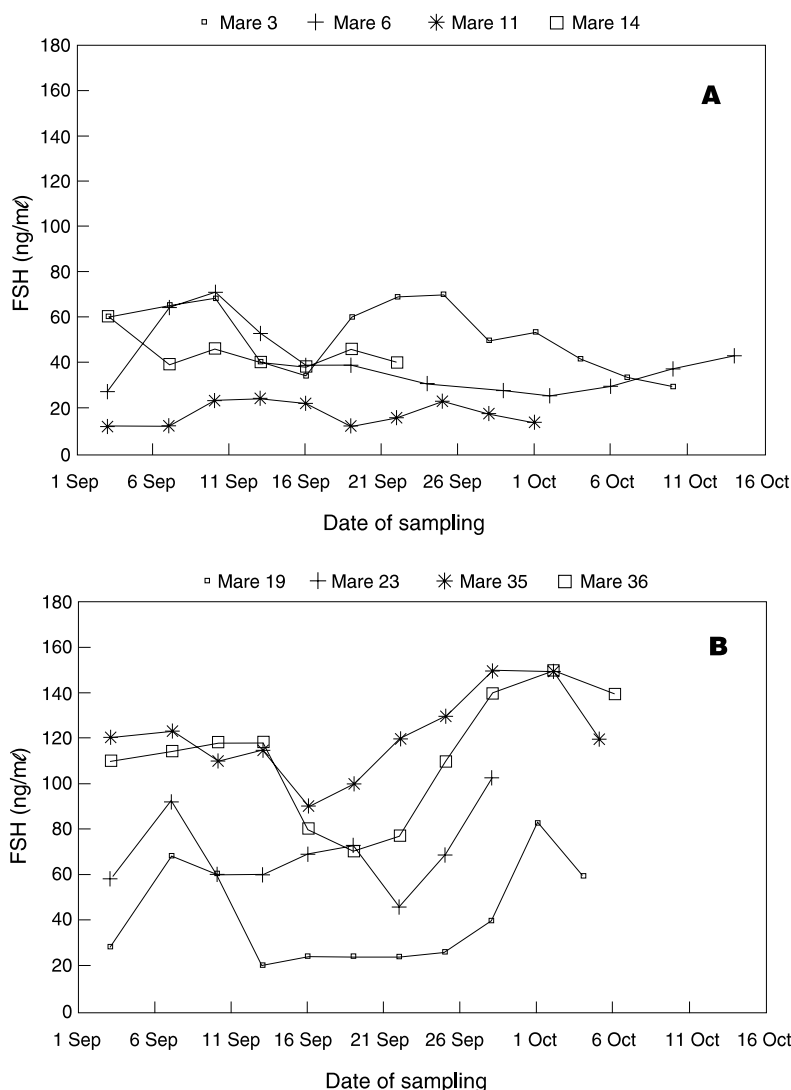 Mare 3 Mare 6 Mare 11 Mare 14
180
160
140
120
100
80
60
40
20
0
FSH (ng/mℓ)
A
1 Sep 6 Sep 11 Sep 16 Sep 21 Sep 26 Sep 1 Oct 6 Oct 11 Oct 16 Oct
Date of sampling
Mare 19 Mare 23 Mare 35 Mare 36
180
160
140
120
100
80
60
40
20
0
FSH (ng/mℓ)
B
1 Sep 6 Sep 11 Sep 16 Sep 21 Sep 26 Sep 1 Oct 6 Oct 11 Oct 16 Oct
Date of sampling